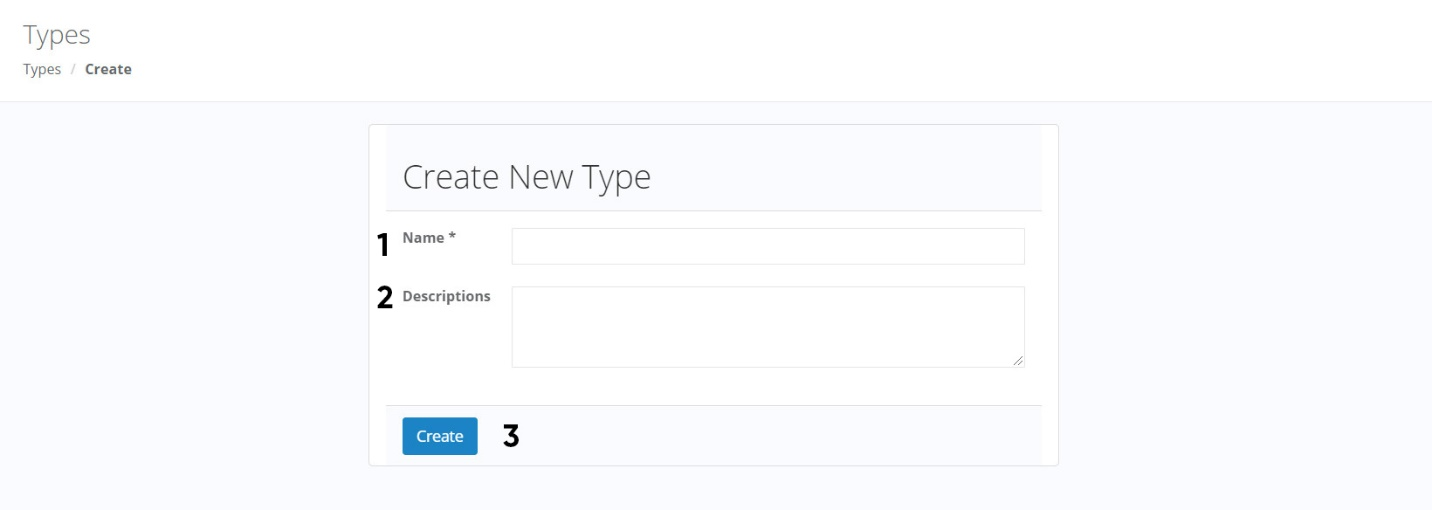 Types
Types / Create
Create New Type
1 Name *
2 Descriptions
Create 3